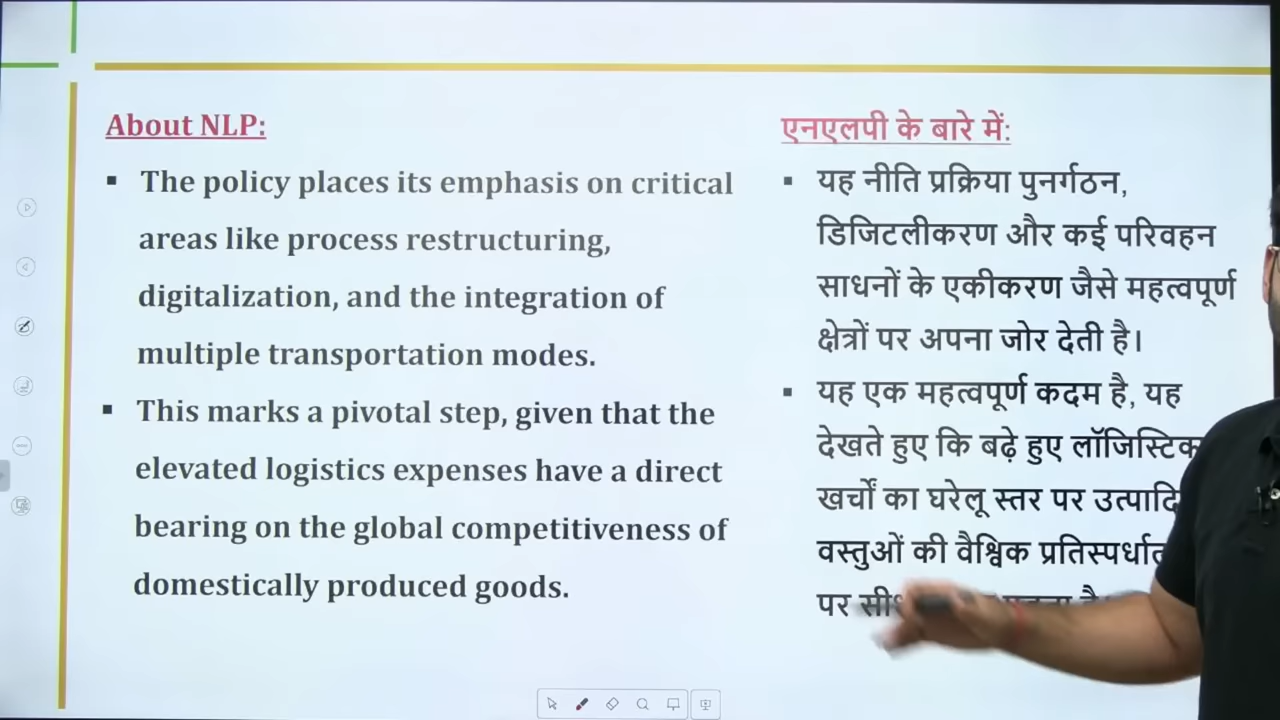 About NLP:
▪ The policy places its emphasis on critical
areas like process restructuring,
digitalization, and the integration of
multiple transportation modes.
▪ This marks a pivotal step, given that the
elevated logistics expenses have a direct
bearing on the global competitiveness of
domestically produced goods.
एनएलपी के बारे में:
▪ यह नीति प्रक्रिया पुनर्गठन,
डिजिटलीकरण और कई परिवहन
साधनों के एकीकरण जैसे महत्वपूर्ण
क्षेत्रों पर अपना जोर देती है।
▪ यह एक महत्वपूर्ण कदम है, यह
देखते हुए कि बढ़े हुए लॉजिस्टिक
खर्चों का घरेलू स्तर पर
वस्तुओं की वैश्विक
पर